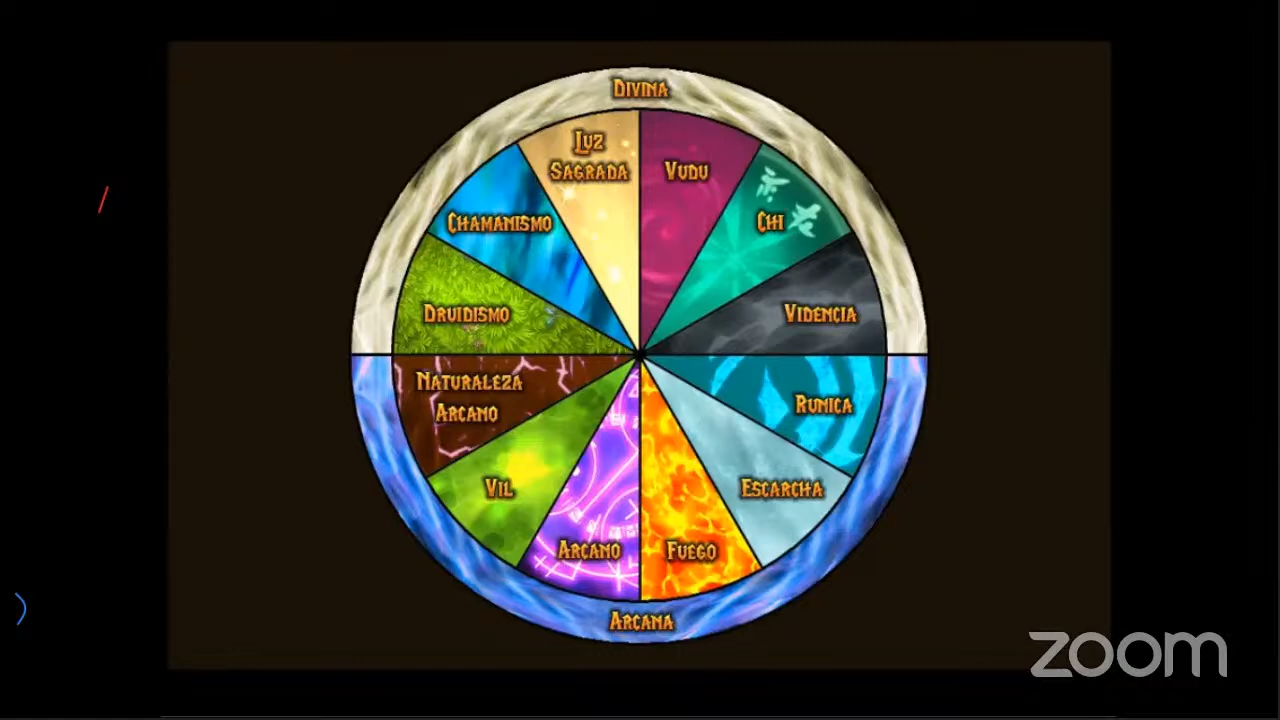 Divina
Luz
Sagrada
Vudu
Chamanismo
Chi
Druidismo
Videncia
Naturaleza
Arcano
Runica
Vil
Escarcha
Arcano
Fuego
Arcana
zoom